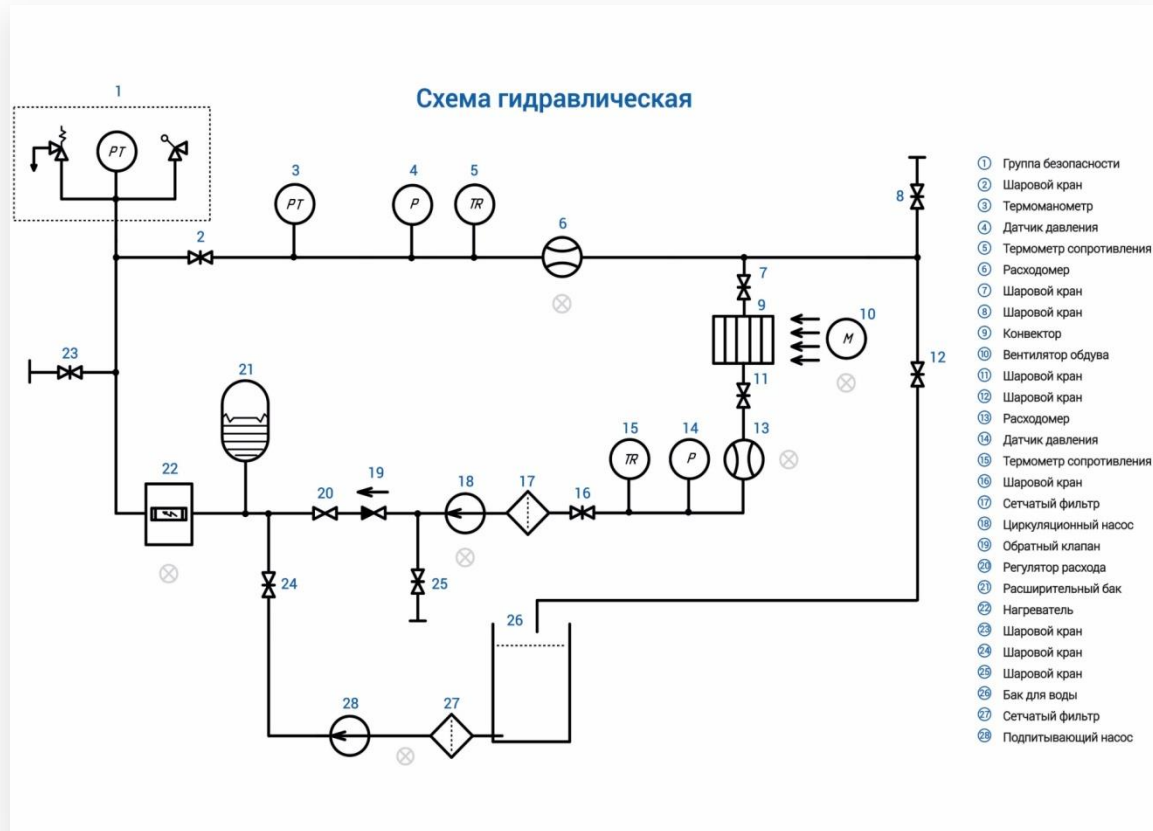 Схема гидравлическая
1
PT
2
3
PT
4
P
5
TR
6
7
8
9
10
M
11
12
13
14
P
15
TR
16
17
18
19
20
21
22
23
24
25
26
27
28
1 Группа безопасности
2 Шаровой кран
3 Термоманометр
4 Датчик давления
5 Термометр сопротивления
6 Расходомер
7 Шаровой кран
8 Шаровой кран
9 Конвектор
10 Вентилятор обдува
11 Шаровой кран
12 Шаровой кран
13 Расходомер
14 Датчик давления
15 Термометр сопротивления
16 Шаровой кран
17 Сетчатый фильтр
18 Циркуляционный насос
19 Обратный клапан
20 Регулятор расхода
21 Расширительный бак
22 Нагреватель
23 Шаровой кран
24 Шаровой кран
25 Шаровой кран
26 Бак для воды
27 Сетчатый фильтр
28 Подпитывающий насос